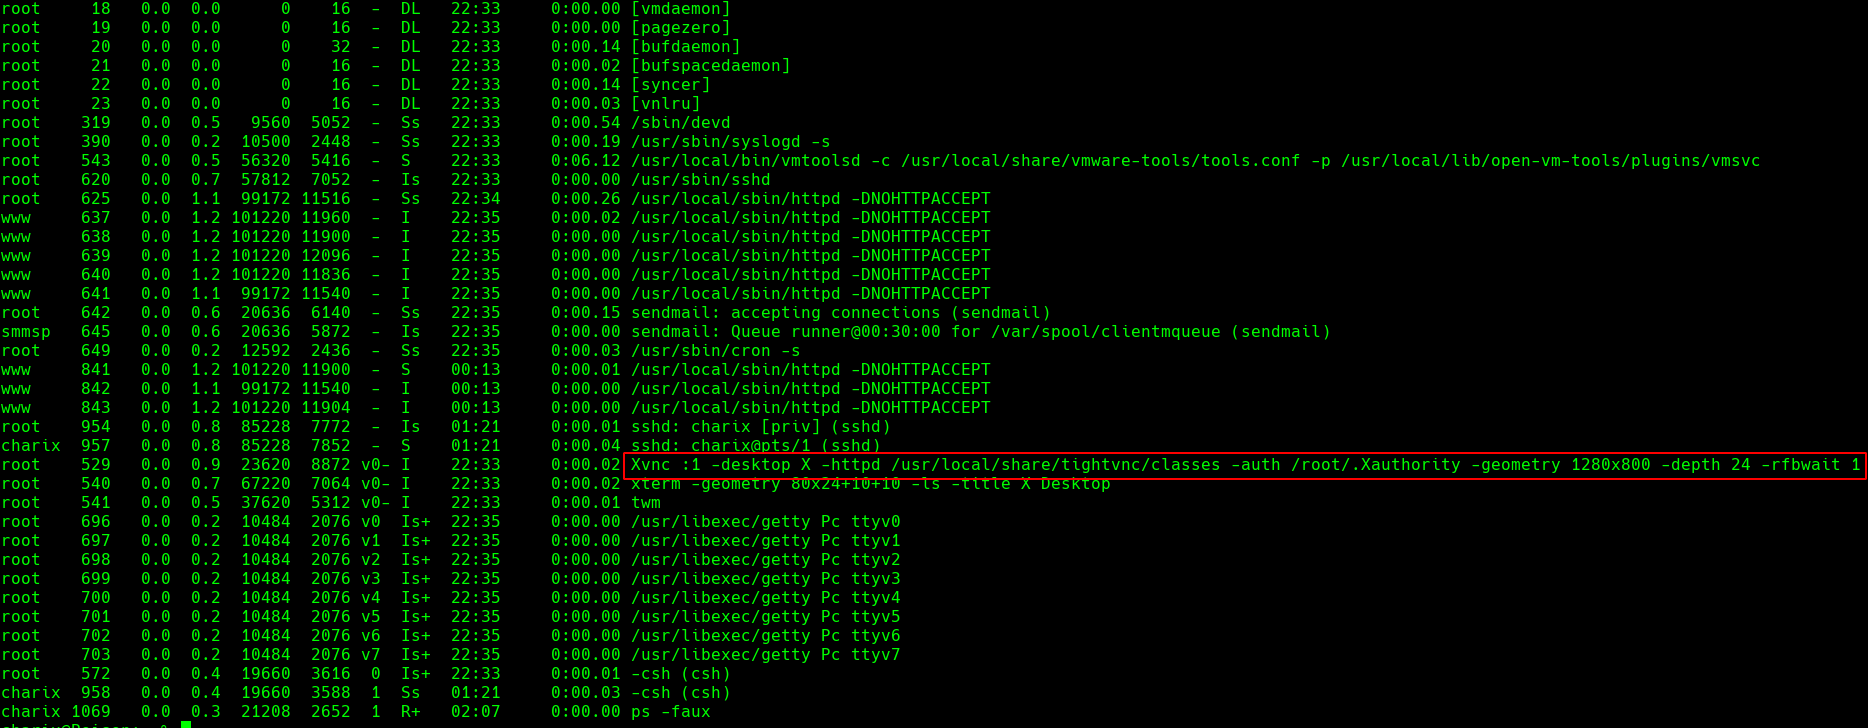 root 18 0.0 0.0 0 16 - DL 22:33 0:00.00 [vmdaemon]
root 19 0.0 0.0 0 16 - DL 22:33 0:00.00 [pagezero]
root 20 0.0 0.0 0 32 - DL 22:33 0:00.14 [bufdaemon]
root 21 0.0 0.0 0 16 - DL 22:33 0:00.02 [bufspacedaemon]
root 22 0.0 0.0 0 16 - DL 22:33 0:00.14 [syncer]
root 23 0.0 0.0 0 16 - DL 22:33 0:00.03 [vnlru]
root 319 0.0 0.5 9560 5052 - Ss 22:33 0:00.54 /sbin/devd
root 390 0.0 0.2 10500 2448 - Ss 22:33 0:00.19 /usr/sbin/syslogd -s
root 543 0.0 0.5 56320 5416 - S 22:33 0:06.12 /usr/local/bin/vmtoolsd -c /usr/local/share/vmware-tools/tools.conf -p /usr/local/lib/open-vm-tools/plugins/vmsvc
root 620 0.0 0.7 57812 7052 - Is 22:33 0:00.00 /usr/sbin/sshd
root 625 0.0 1.1 99172 11516 - Ss 22:34 0:00.26 /usr/local/sbin/httpd -DNOHTTPACCEPT
www 637 0.0 1.2 101220 11960 - I 22:35 0:00.02 /usr/local/sbin/httpd -DNOHTTPACCEPT
www 638 0.0 1.2 101220 11900 - I 22:35 0:00.00 /usr/local/sbin/httpd -DNOHTTPACCEPT
www 639 0.0 1.2 101220 12096 - I 22:35 0:00.00 /usr/local/sbin/httpd -DNOHTTPACCEPT
www 640 0.0 1.2 101220 11836 - I 22:35 0:00.00 /usr/local/sbin/httpd -DNOHTTPACCEPT
www 641 0.0 1.1 99172 11540 - I 22:35 0:00.00 /usr/local/sbin/httpd -DNOHTTPACCEPT
root 642 0.0 0.6 20636 6140 - Ss 22:35 0:00.15 sendmail: accepting connections (sendmail)
smmsp 645 0.0 0.6 20636 5872 - Is 22:35 0:00.00 sendmail: Queue runner@00:30:00 for /var/spool/clientmqueue (sendmail)
root 649 0.0 0.2 12592 2436 - Ss 22:35 0:00.03 /usr/sbin/cron -s
www 841 0.0 1.2 101220 11900 - S 00:13 0:00.01 /usr/local/sbin/httpd -DNOHTTPACCEPT
www 842 0.0 1.1 99172 11540 - I 00:13 0:00.00 /usr/local/sbin/httpd -DNOHTTPACCEPT
www 843 0.0 1.2 101220 11904 - I 00:13 0:00.00 /usr/local/sbin/httpd -DNOHTTPACCEPT
root 954 0.0 0.8 85228 7772 - Is 01:21 0:00.01 sshd: charix [priv] (sshd)
charix 957 0.0 0.8 85228 7852 - S 01:21 0:00.04 sshd: charix@pts/1 (sshd)
root 529 0.0 0.9 23620 8872 v0- I 22:33 0:00.02 Xvnc :1 -desktop X -httpd /usr/local/share/tightvnc/classes -auth /root/.Xauthority -geometry 1280x800 -depth 24 -rfbwait 1
root 540 0.0 0.7 67220 7064 v0- I 22:33 0:00.02 xterm -geometry 80x24+10+10 -ls -title X Desktop
root 541 0.0 0.5 37620 5312 v0- I 22:33 0:00.01 twm
root 696 0.0 0.2 10484 2076 v0 Is+ 22:35 0:00.00 /usr/libexec/getty Pc ttyv0
root 697 0.0 0.2 10484 2076 v1 Is+ 22:35 0:00.00 /usr/libexec/getty Pc ttyv1
root 698 0.0 0.2 10484 2076 v2 Is+ 22:35 0:00.00 /usr/libexec/getty Pc ttyv2
root 699 0.0 0.2 10484 2076 v3 Is+ 22:35 0:00.00 /usr/libexec/getty Pc ttyv3
root 700 0.0 0.2 10484 2076 v4 Is+ 22:35 0:00.00 /usr/libexec/getty Pc ttyv4
root 701 0.0 0.2 10484 2076 v5 Is+ 22:35 0:00.00 /usr/libexec/getty Pc ttyv5
root 702 0.0 0.2 10484 2076 v6 Is+ 22:35 0:00.00 /usr/libexec/getty Pc ttyv6
root 703 0.0 0.2 10484 2076 v7 Is+ 22:35 0:00.00 /usr/libexec/getty Pc ttyv7
root 572 0.0 0.4 19660 3616 0 Is+ 22:33 0:00.01 -csh (csh)
charix 958 0.0 0.4 19660 3588 1 Ss 01:21 0:00.03 -csh (csh)
charix 1069 0.0 0.3 21208 2652 1 R+ 02:07 0:00.00 ps -faux